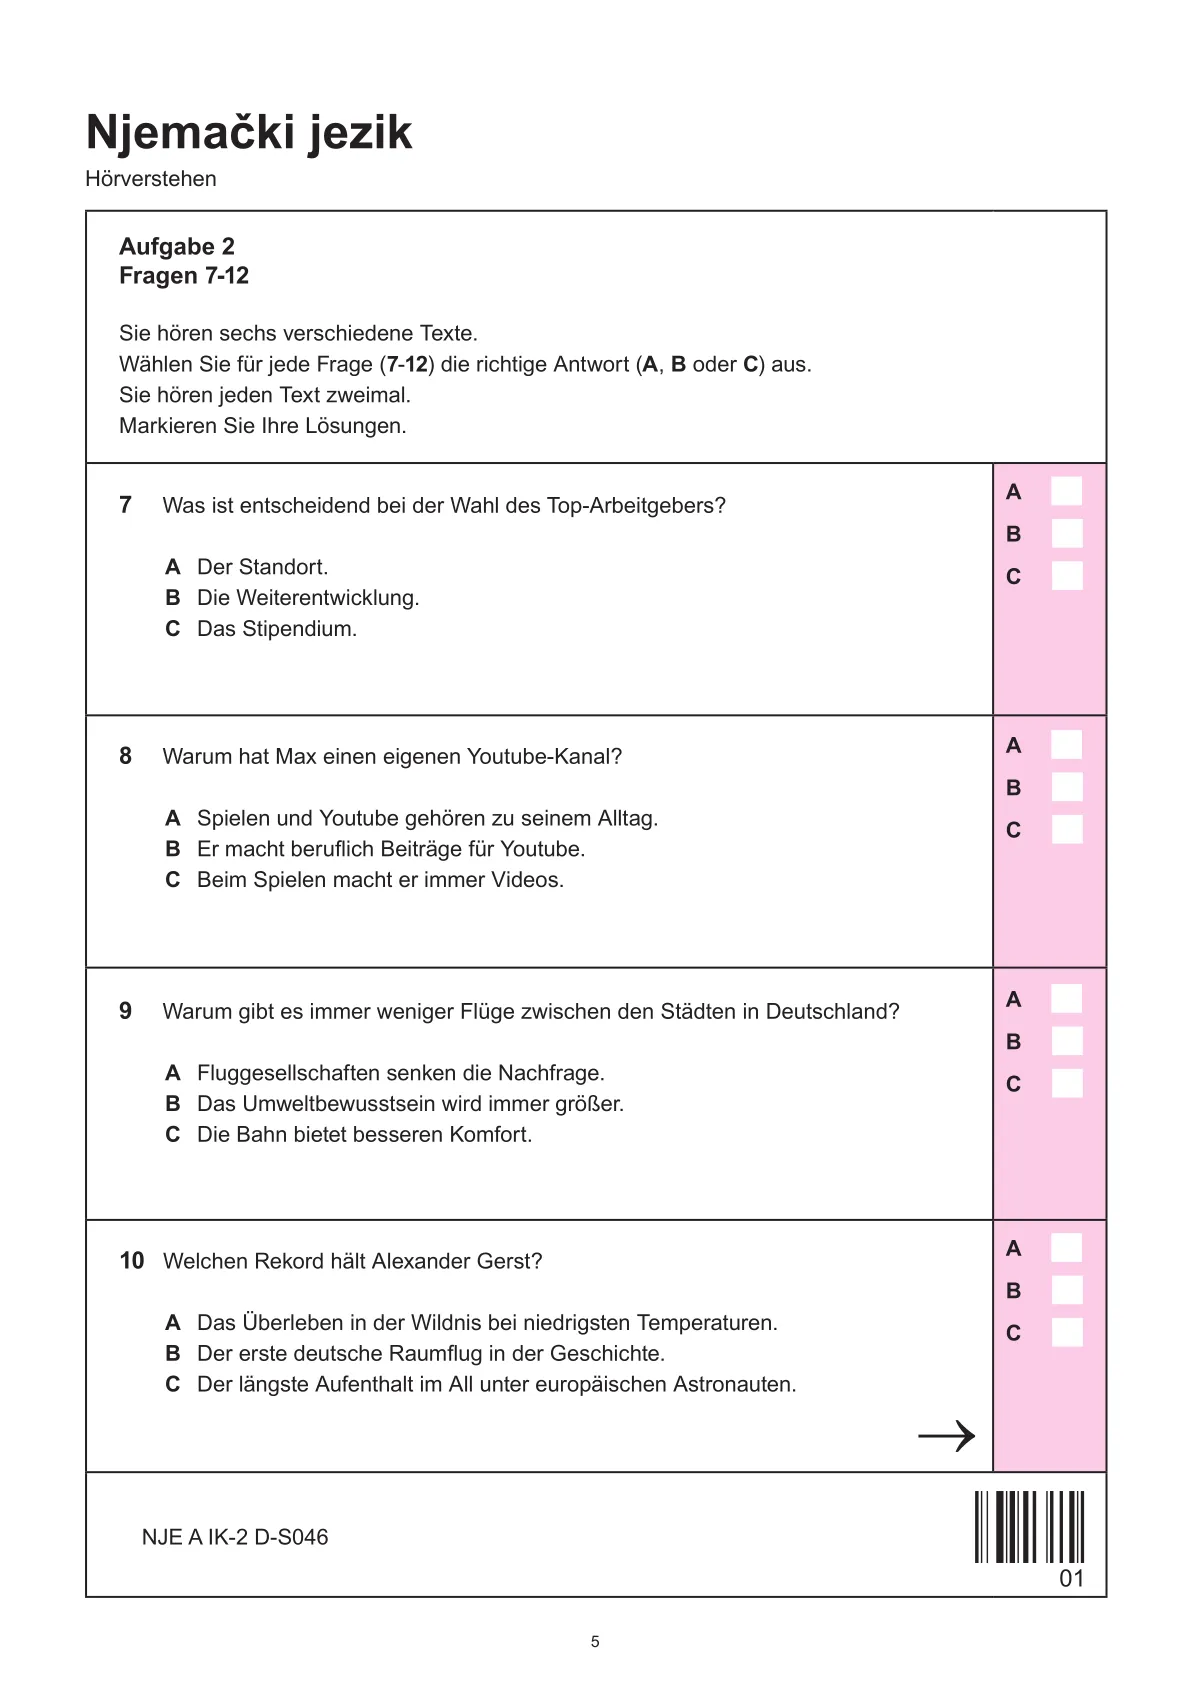 Njemački jezik
Hörverstehen
Aufgabe 2
Fragen 7-12
Sie hören sechs verschiedene Texte.
Wählen Sie für jede Frage (7-12) die richtige Antwort (A, B oder C) aus.
Sie hören jeden Text zweimal.
Markieren Sie Ihre Lösungen.
7 Was ist entscheidend bei der Wahl des Top-Arbeitgebers?
A Der Standort.
B Die Weiterentwicklung.
C Das Stipendium.
A
B
C
8 Warum hat Max einen eigenen Youtube-Kanal?
A Spielen und Youtube gehören zu seinem Alltag.
B Er macht beruflich Beiträge für Youtube.
C Beim Spielen macht er immer Videos.
A
B
C
9 Warum gibt es immer weniger Flüge zwischen den Städten in Deutschland?
A Fluggesellschaften senken die Nachfrage.
B Das Umweltbewusstsein wird immer größer.
C Die Bahn bietet besseren Komfort.
A
B
C
10 Welchen Rekord hält Alexander Gerst?
A Das Überleben in der Wildnis bei niedrigsten Temperaturen.
B Der erste deutsche Raumflug in der Geschichte.
C Der längste Aufenthalt im All unter europäischen Astronauten.
A
B
C
NJE A IK-2 D-S046
01
5